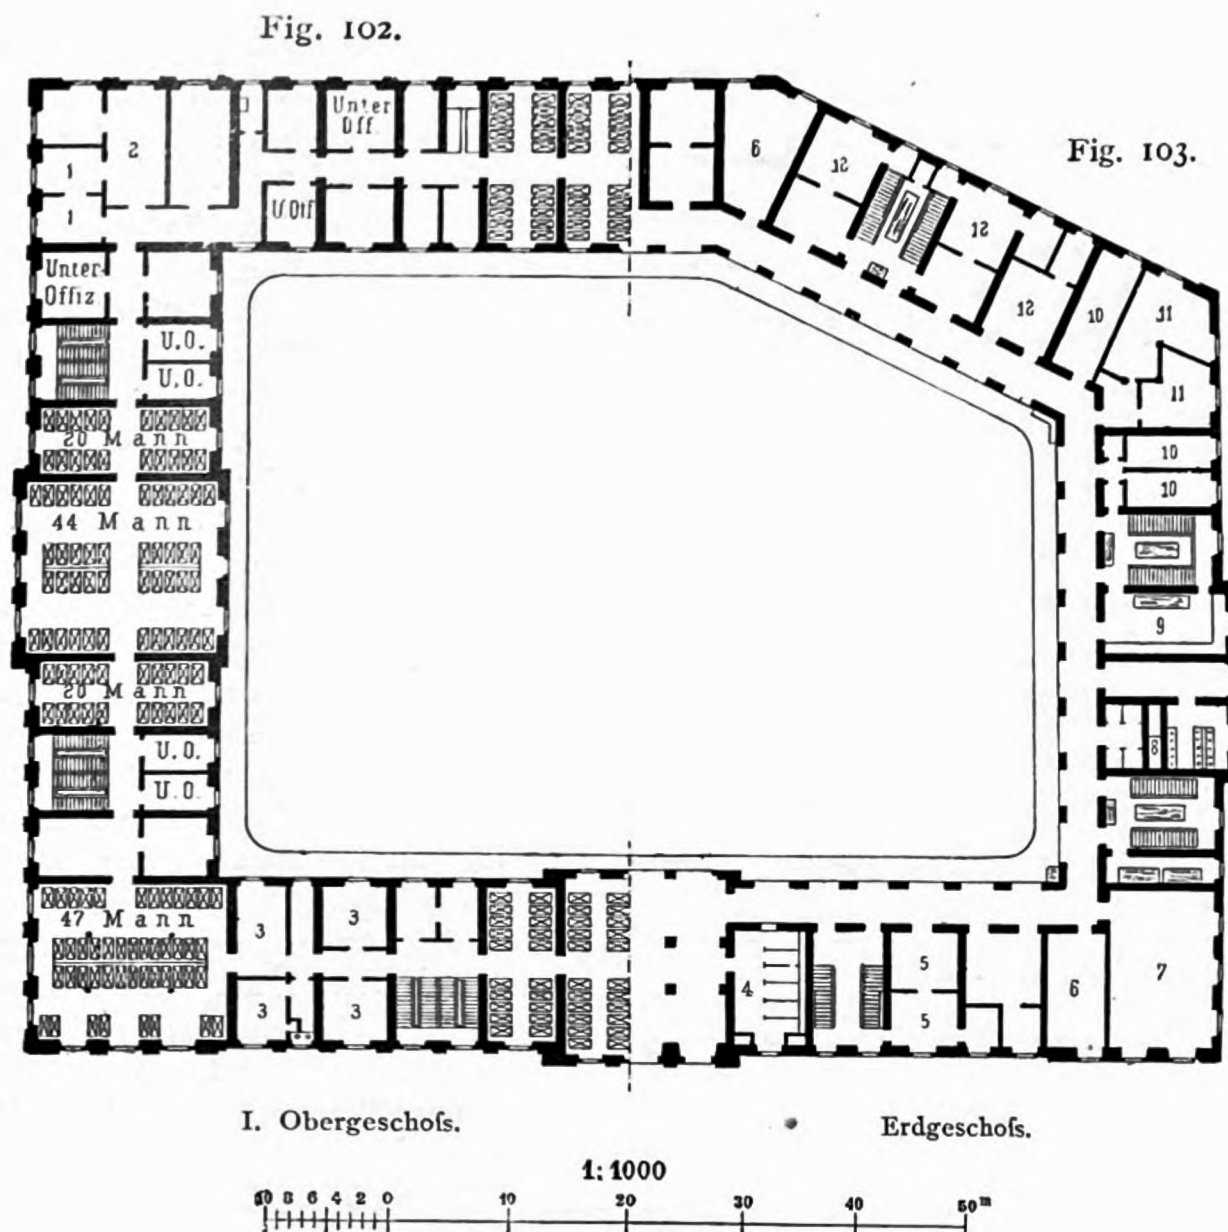 Fig. 102.
Fig. 103.
Unter Off.
2
1
1
U.Off
6
12
12
12
10
11
11
Unter Offiz.
U.O.
U.O.
20 Mann
10
10
44 Mann
9
20 Mann
U.O.
U.O.
8
47 Mann
3
3
3
3
4
5
5
6
7
I. Obergeschoſs.
Erdgeschoſs.
1:1000
10 8 6 4 2 0 10 20 30 40 50 m